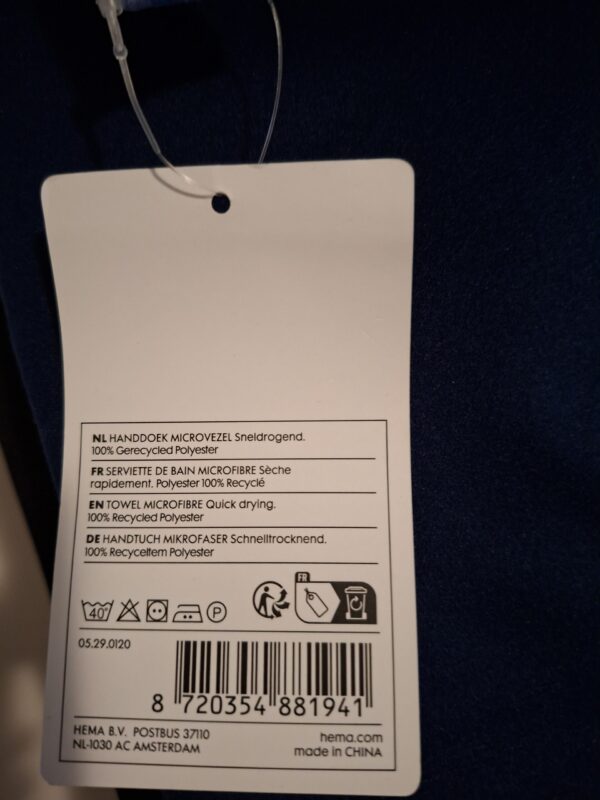 NL HANDDOEK MICROVEZEL Sneldrogend.
100% Gerecycled Polyester
FR SERVIETTE DE BAIN MICROFIBRE Sèche
rapidement. Polyester 100% Recyclé
EN TOWEL MICROFIBRE Quick drying.
100% Recycled Polyester
DE HANDTUCH MIKROFASER Schnelltrocknend.
100% Recyceltem Polyester
40° P FR
05.29.0120
8 720354 881941
HEMA B.V. POSTBUS 37110
NL-1030 AC AMSTERDAM
hema.com
made in CHINA